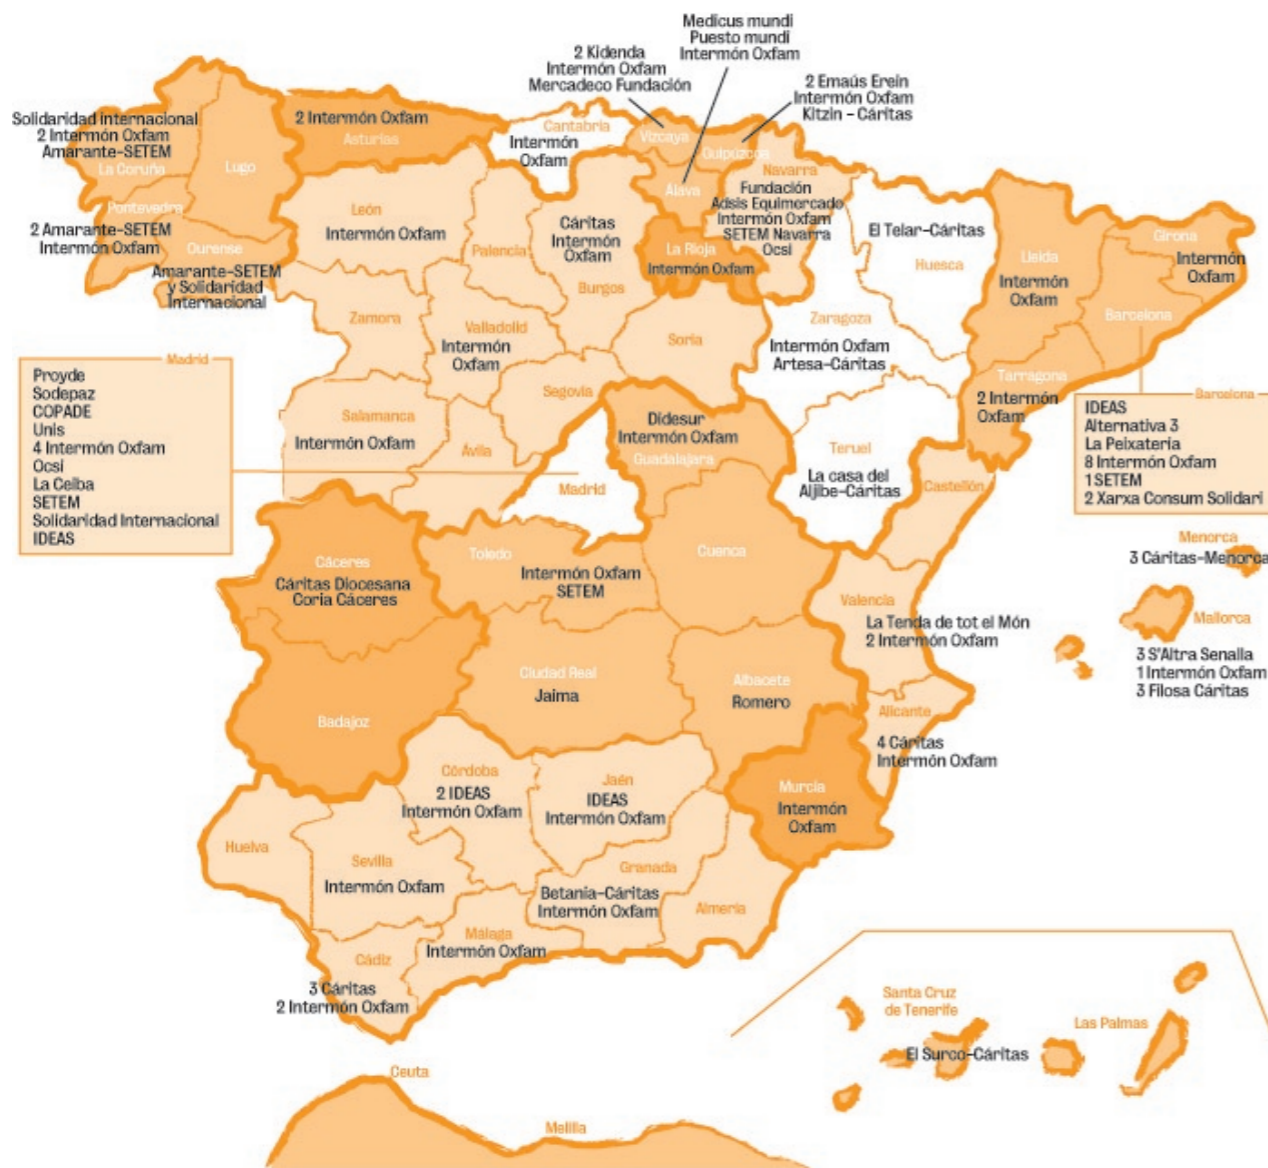 Medicus mundi
Puesto mundi
Intermón Oxfam
2 Kidenda
Intermón Oxfam
Mercadeco Fundación
2 Emaús Erein
Intermón Oxfam
Kitzin - Cáritas
Solidaridad internacional
2 Intermón Oxfam
Amarante-SETEM
La Coruña
Lugo
2 Intermón Oxfam
Asturias
Cantabria
Intermón
Oxfam
Vizcaya
Guipúzcoa
Álava
Navarra
Fundación
Adsis Equimercado
Intermón Oxfam
SETEM Navarra
Ocsi
Pontevedra
2 Amarante-SETEM
Intermón Oxfam
Ourense
Amarante-SETEM
y Solidaridad
Internacional
León
Intermón Oxfam
Palencia
Cáritas
Intermón
Oxfam
Burgos
La Rioja
Intermón Oxfam
El Telar-Cáritas
Huesca
Lleida
Intermón
Oxfam
Girona
Intermón
Oxfam
Barcelona
Zamora
Valladolid
Intermón
Oxfam
Soria
Zaragoza
Intermón Oxfam
Artesa-Cáritas
Tarragona
2 Intermón
Oxfam
Madrid
Proyde
Sodepaz
COPADE
Unis
4 Intermón Oxfam
Ocsi
La Ceiba
SETEM
Solidaridad Internacional
IDEAS
Barcelona
IDEAS
Alternativa 3
La Peixateria
8 Intermón Oxfam
1 SETEM
2 Xarxa Consum Solidari
Salamanca
Intermón Oxfam
Segovia
Ávila
Didesur
Intermón Oxfam
Guadalajara
Madrid
Teruel
La casa del
Aljibe-Cáritas
Castellón
Menorca
3 Cáritas-Menorca
Mallorca
3 S'Altra Senalla
1 Intermón Oxfam
3 Filosa Cáritas
Cáceres
Cáritas Diocesana
Coria Cáceres
Toledo
Intermón Oxfam
SETEM
Cuenca
Valencia
La Tenda de tot el Món
2 Intermón Oxfam
Badajoz
Ciudad Real
Jaima
Albacete
Romero
Alicante
4 Cáritas
Intermón Oxfam
Córdoba
2 IDEAS
Intermón Oxfam
Jaén
IDEAS
Intermón Oxfam
Murcia
Intermón
Oxfam
Huelva
Sevilla
Intermón Oxfam
Granada
Betania-Cáritas
Intermón Oxfam
Almería
Málaga
Intermón Oxfam
Cádiz
3 Cáritas
2 Intermón Oxfam
Santa Cruz
de Tenerife
El Surco-Cáritas
Las Palmas
Ceuta
Melilla